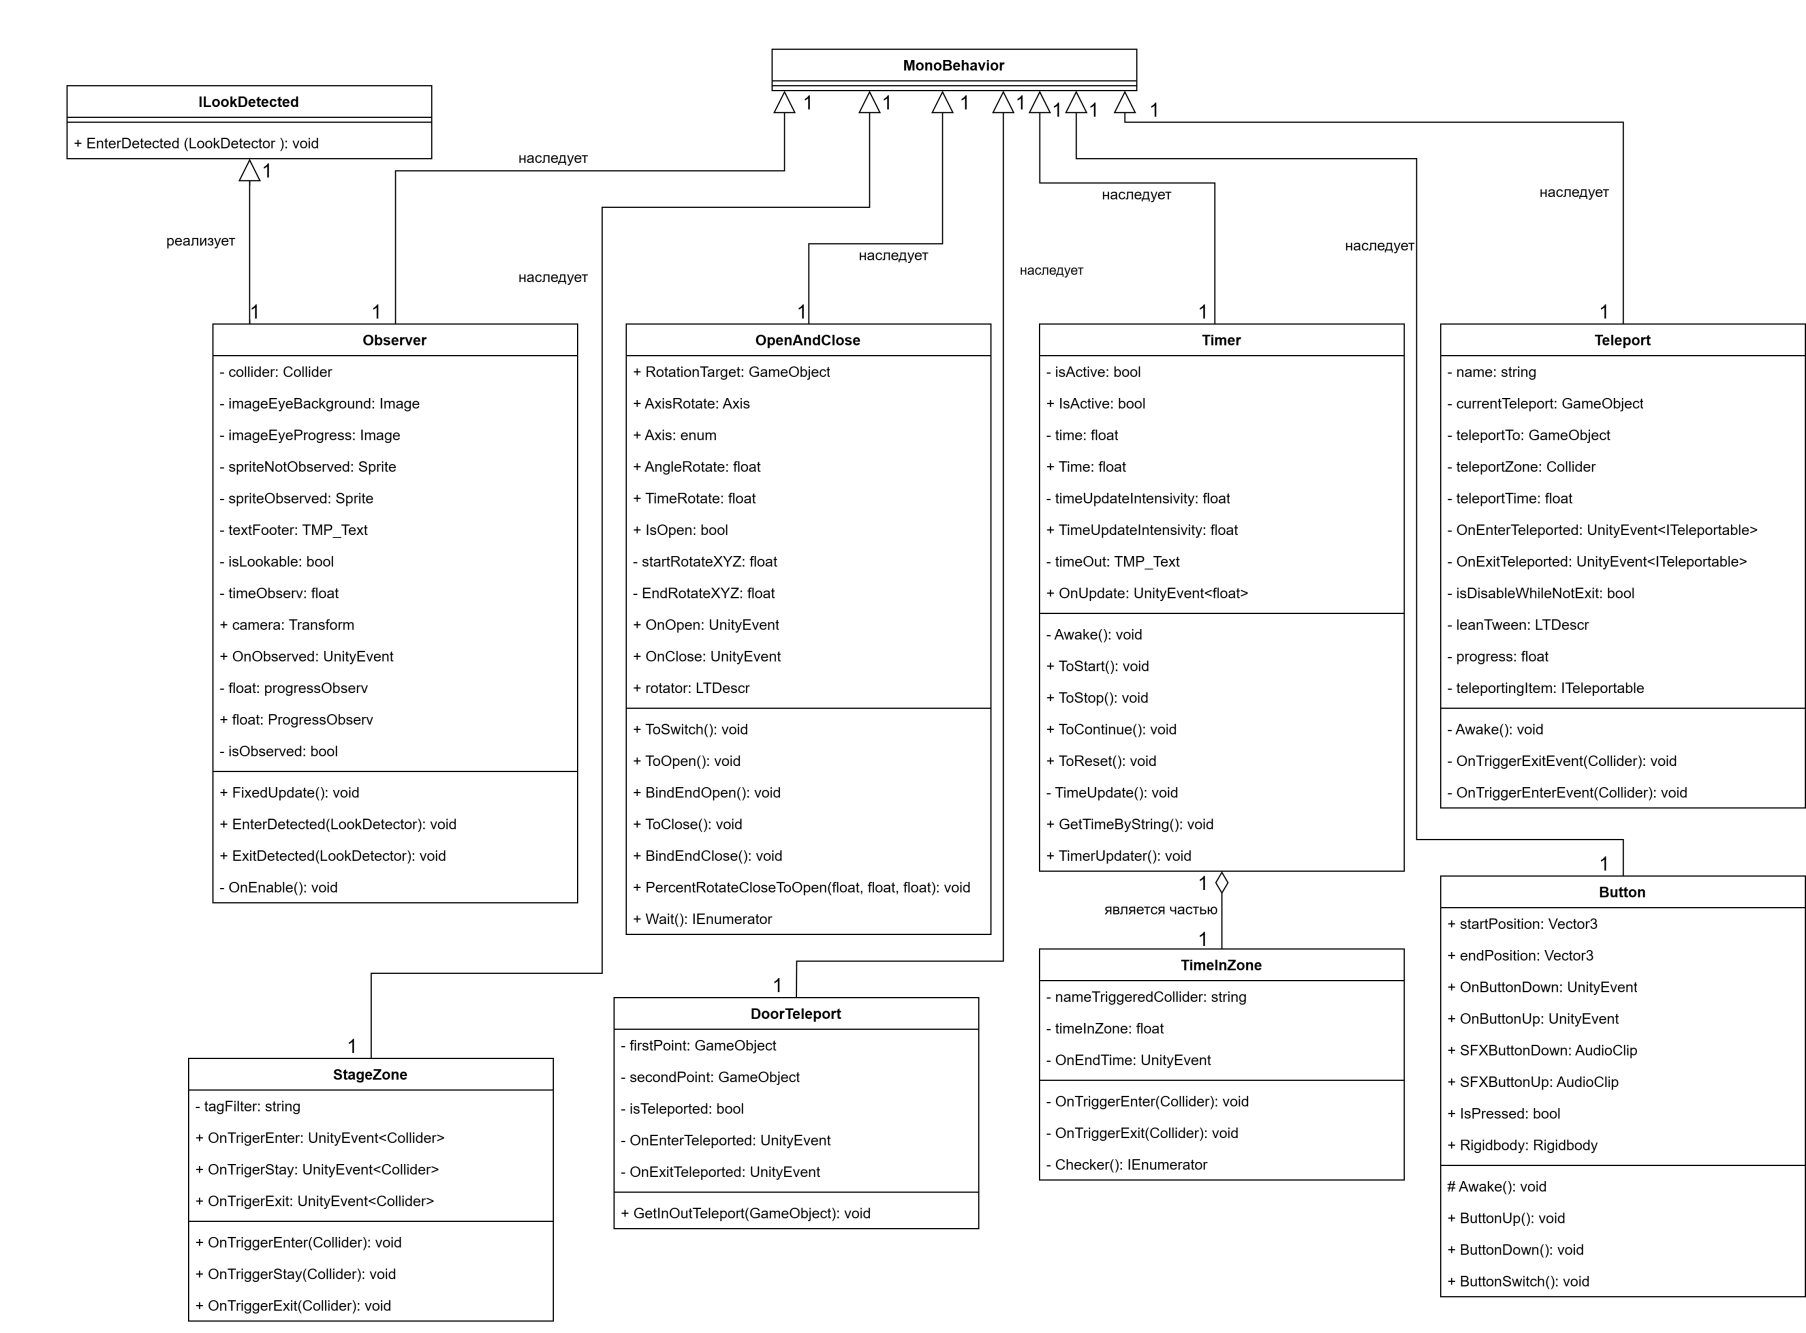 MonoBehavior
1
1
1
1
1
1
1
ILookDetected
+ EnterDetected (LookDetector ): void
1
реализует
1
наследует
1
наследует
наследует
1
наследует
наследует
1
наследует
наследует
1
Observer
- collider: Collider
- imageEyeBackground: Image
- imageEyeProgress: Image
- spriteNotObserved: Sprite
- spriteObserved: Sprite
- textFooter: TMP_Text
- isLookable: bool
- timeObserv: float
+ camera: Transform
+ OnObserved: UnityEvent
- float: progressObserv
+ float: ProgressObserv
- isObserved: bool
+ FixedUpdate(): void
+ EnterDetected(LookDetector): void
+ ExitDetected(LookDetector): void
- OnEnable(): void
OpenAndClose
+ RotationTarget: GameObject
+ AxisRotate: Axis
+ Axis: enum
+ AngleRotate: float
+ TimeRotate: float
+ IsOpen: bool
- startRotateXYZ: float
- EndRotateXYZ: float
+ OnOpen: UnityEvent
+ OnClose: UnityEvent
+ rotator: LTDescr
+ ToSwitch(): void
+ ToOpen(): void
+ BindEndOpen(): void
+ ToClose(): void
+ BindEndClose(): void
+ PercentRotateCloseToOpen(float, float, float): void
+ Wait(): IEnumerator
Timer
- isActive: bool
+ IsActive: bool
- time: float
+ Time: float
- timeUpdateIntensivity: float
+ TimeUpdateIntensivity: float
- timeOut: TMP_Text
+ OnUpdate: UnityEvent<float>
- Awake(): void
+ ToStart(): void
+ ToStop(): void
+ ToContinue(): void
+ ToReset(): void
- TimeUpdate(): void
+ GetTimeByString(): void
+ TimerUpdater(): void
Teleport
- name: string
- currentTeleport: GameObject
- teleportTo: GameObject
- teleportZone: Collider
- teleportTime: float
- OnEnterTeleported: UnityEvent<ITeleportable>
- OnExitTeleported: UnityEvent<ITeleportable>
- isDisableWhileNotExit: bool
- leanTween: LTDescr
- progress: float
- teleportingItem: ITeleportable
- Awake(): void
- OnTriggerExitEvent(Collider): void
- OnTriggerEnterEvent(Collider): void
1
StageZone
- tagFilter: string
+ OnTrigerEnter: UnityEvent<Collider>
+ OnTrigerStay: UnityEvent<Collider>
+ OnTrigerExit: UnityEvent<Collider>
+ OnTriggerEnter(Collider): void
+ OnTriggerStay(Collider): void
+ OnTriggerExit(Collider): void
1
DoorTeleport
- firstPoint: GameObject
- secondPoint: GameObject
- isTeleported: bool
- OnEnterTeleported: UnityEvent
- OnExitTeleported: UnityEvent
+ GetInOutTeleport(GameObject): void
1
является частью
1
TimeInZone
- nameTriggeredCollider: string
- timeInZone: float
- OnEndTime: UnityEvent
- OnTriggerEnter(Collider): void
- OnTriggerExit(Collider): void
- Checker(): IEnumerator
1
Button
+ startPosition: Vector3
+ endPosition: Vector3
+ OnButtonDown: UnityEvent
+ OnButtonUp: UnityEvent
+ SFXButtonDown: AudioClip
+ SFXButtonUp: AudioClip
+ IsPressed: bool
+ Rigidbody: Rigidbody
# Awake(): void
+ ButtonUp(): void
+ ButtonDown(): void
+ ButtonSwitch(): void